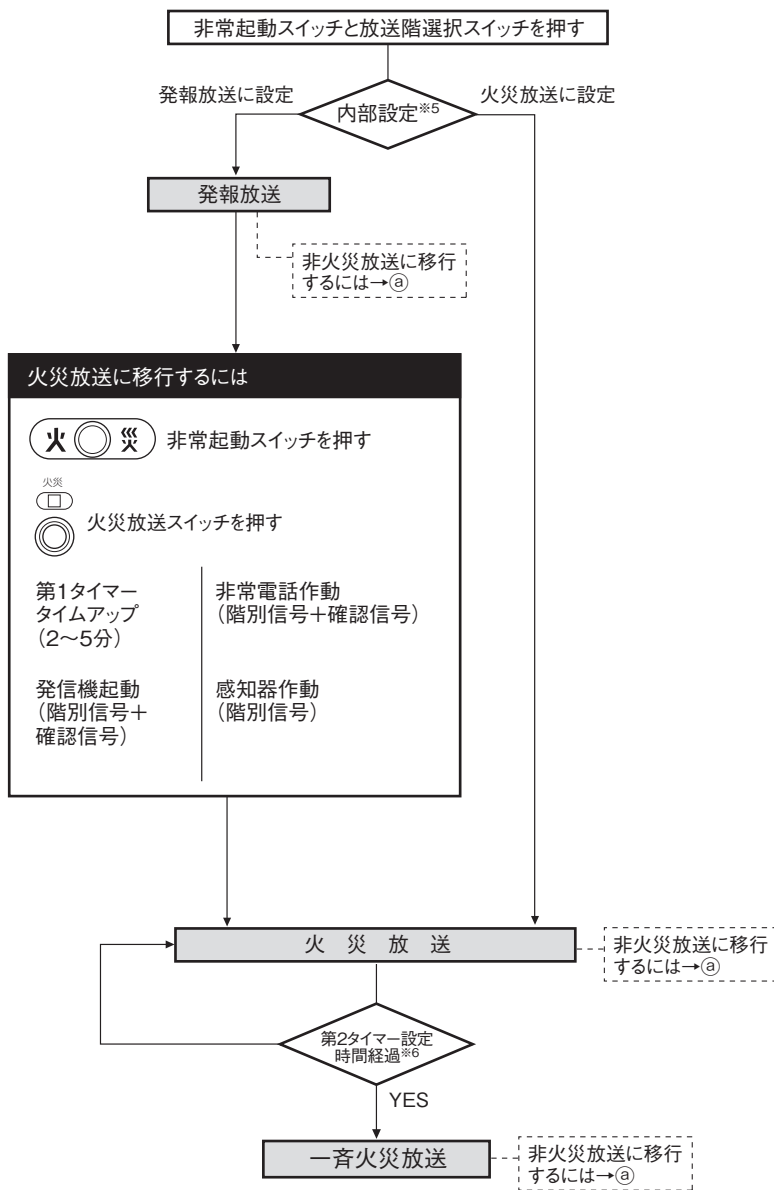 非常起動スイッチと放送階選択スイッチを押す
発報放送に設定
内部設定※5
火災放送に設定
発報放送
非火災放送に移行
するには→ⓐ
火災放送に移行するには
火 災 非常起動スイッチを押す
火災
火災放送スイッチを押す
第1タイマー
タイムアップ
(2〜5分)
非常電話作動
(階別信号+確認信号)
発信機起動
(階別信号+
確認信号)
感知器作動
(階別信号)
火 災 放 送
非火災放送に移行
するには→ⓐ
第2タイマー設定
時間経過※6
YES
一斉火災放送
非火災放送に移行
するには→ⓐ